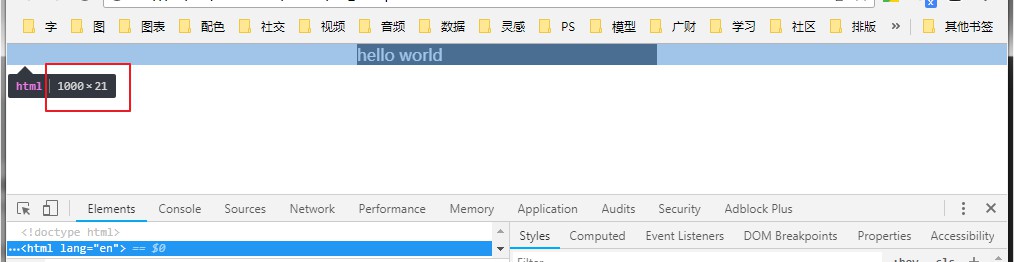 字 图 图表 配色 社交 视频 音频 数据 灵感 PS 模型 广财 学习 社区 排版 » 其他书签
hello world
html 1000 × 21
Elements Console Sources Network Performance Memory Application Audits Security Adblock Plus
<!doctype html>
…<html lang="en"> == $0
Styles Computed Event Listeners DOM Breakpoints Properties Accessibility
Filter :hov .cls +